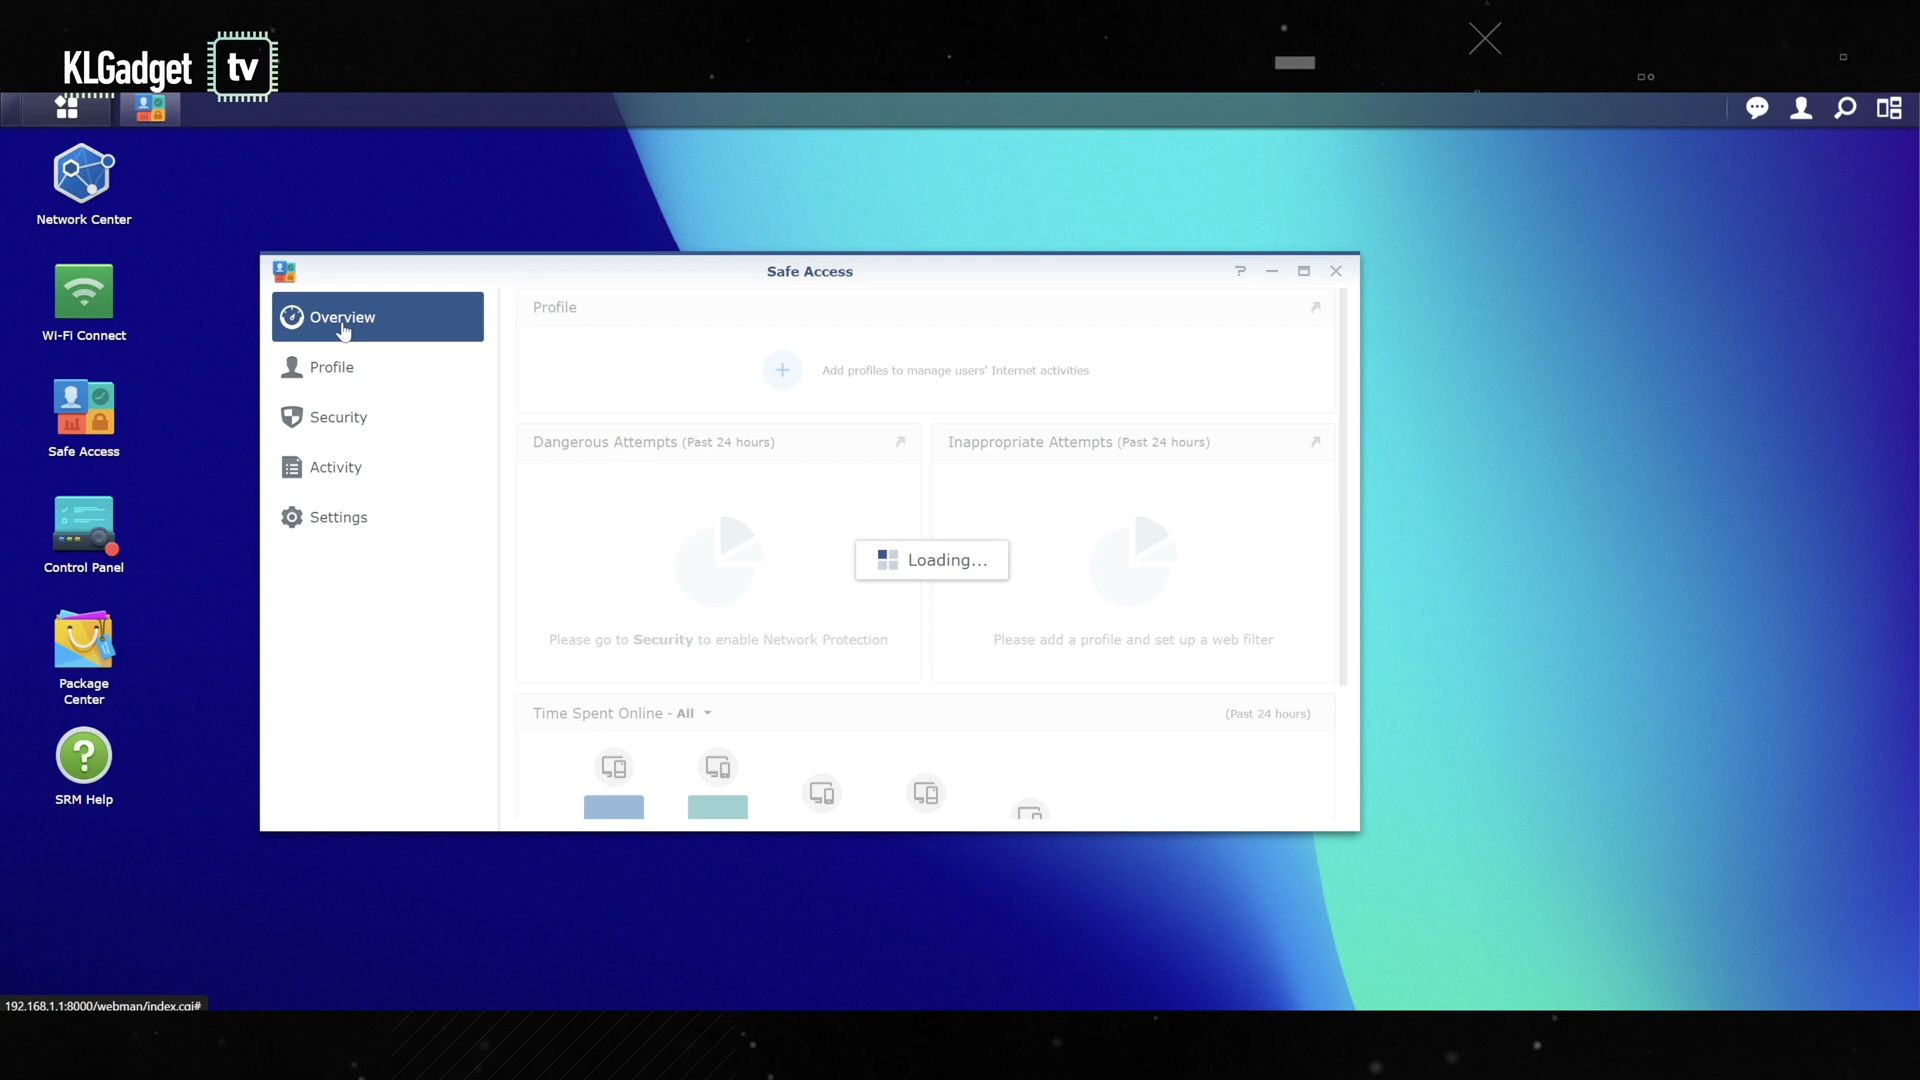 KLGadget tv
Network Center
Wi-Fi Connect
Safe Access
Control Panel
Package
Center
SRM Help
Safe Access
Overview
Profile
Security
Activity
Settings
Profile
Add profiles to manage users' Internet activities
Dangerous Attempts (Past 24 hours)
Inappropriate Attempts (Past 24 hours)
Loading...
Please go to Security to enable Network Protection
Please add a profile and set up a web filter
Time Spent Online - All
(Past 24 hours)
192.168.1.1:8000/webman/index.cgi#